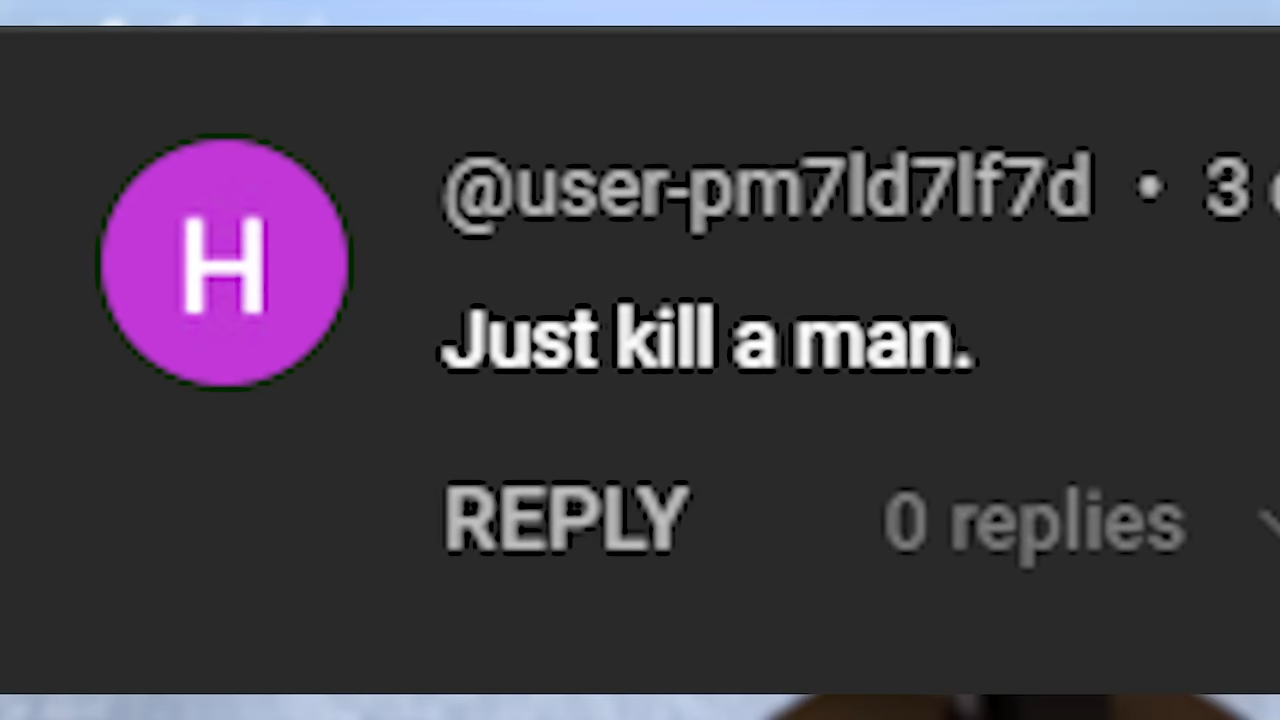 H
@user-pm7ld7lf7d • 3
Just kill a man.
REPLY 0 replies